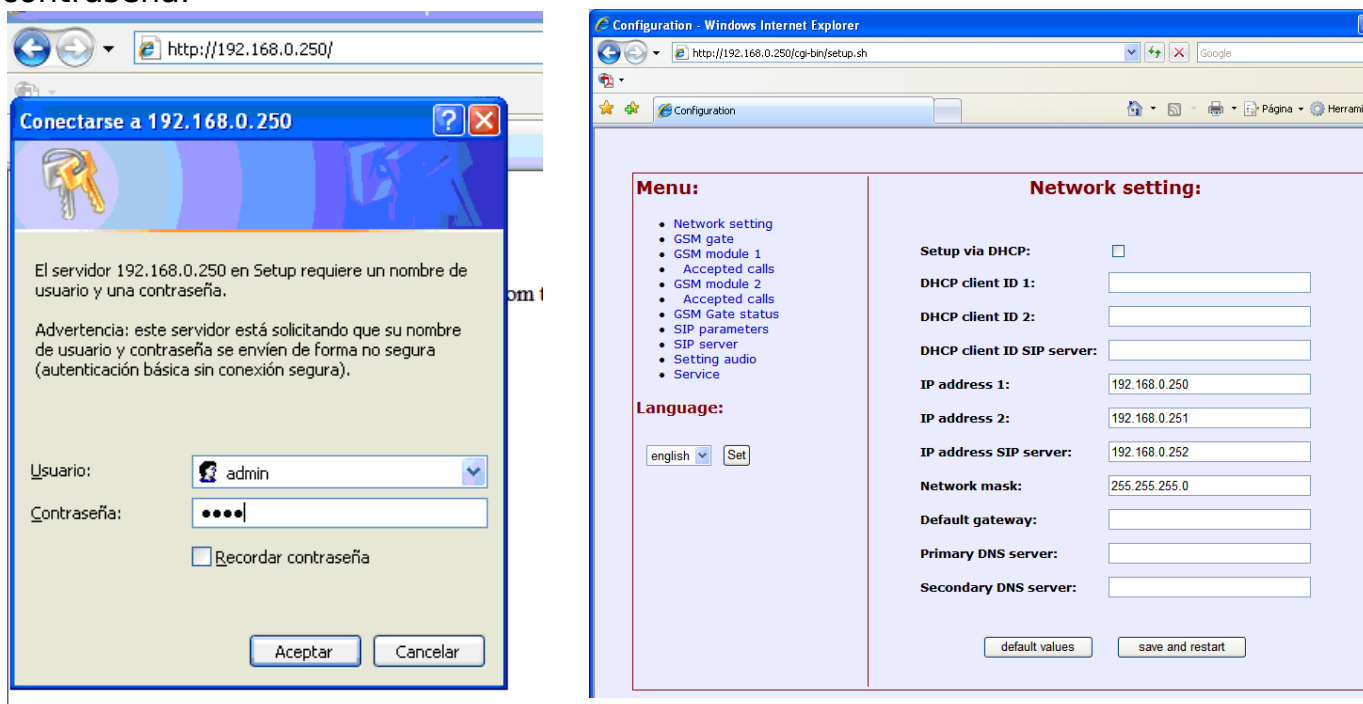 contraseña:
http://192.168.0.250/
Conectarse a 192.168.0.250
El servidor 192.168.0.250 en Setup requiere un nombre de
usuario y una contraseña.
Advertencia: este servidor está solicitando que su nombre
de usuario y contraseña se envíen de forma no segura
(autenticación básica sin conexión segura).
om t
Usuario:
admin
Contraseña:
••••
Recordar contraseña
Aceptar
Cancelar
Configuration - Windows Internet Explorer
http://192.168.0.250/cgi-bin/setup.sh
Google
Configuration
Página
Herrami
Menu:
Network setting
GSM gate
GSM module 1
Accepted calls
GSM module 2
Accepted calls
GSM Gate status
SIP parameters
SIP server
Setting audio
Service
Language:
english
Set
Network setting:
Setup via DHCP:
DHCP client ID 1:
DHCP client ID 2:
DHCP client ID SIP server:
IP address 1: 192.168.0.250
IP address 2: 192.168.0.251
IP address SIP server: 192.168.0.252
Network mask: 255.255.255.0
Default gateway:
Primary DNS server:
Secondary DNS server:
default values
save and restart